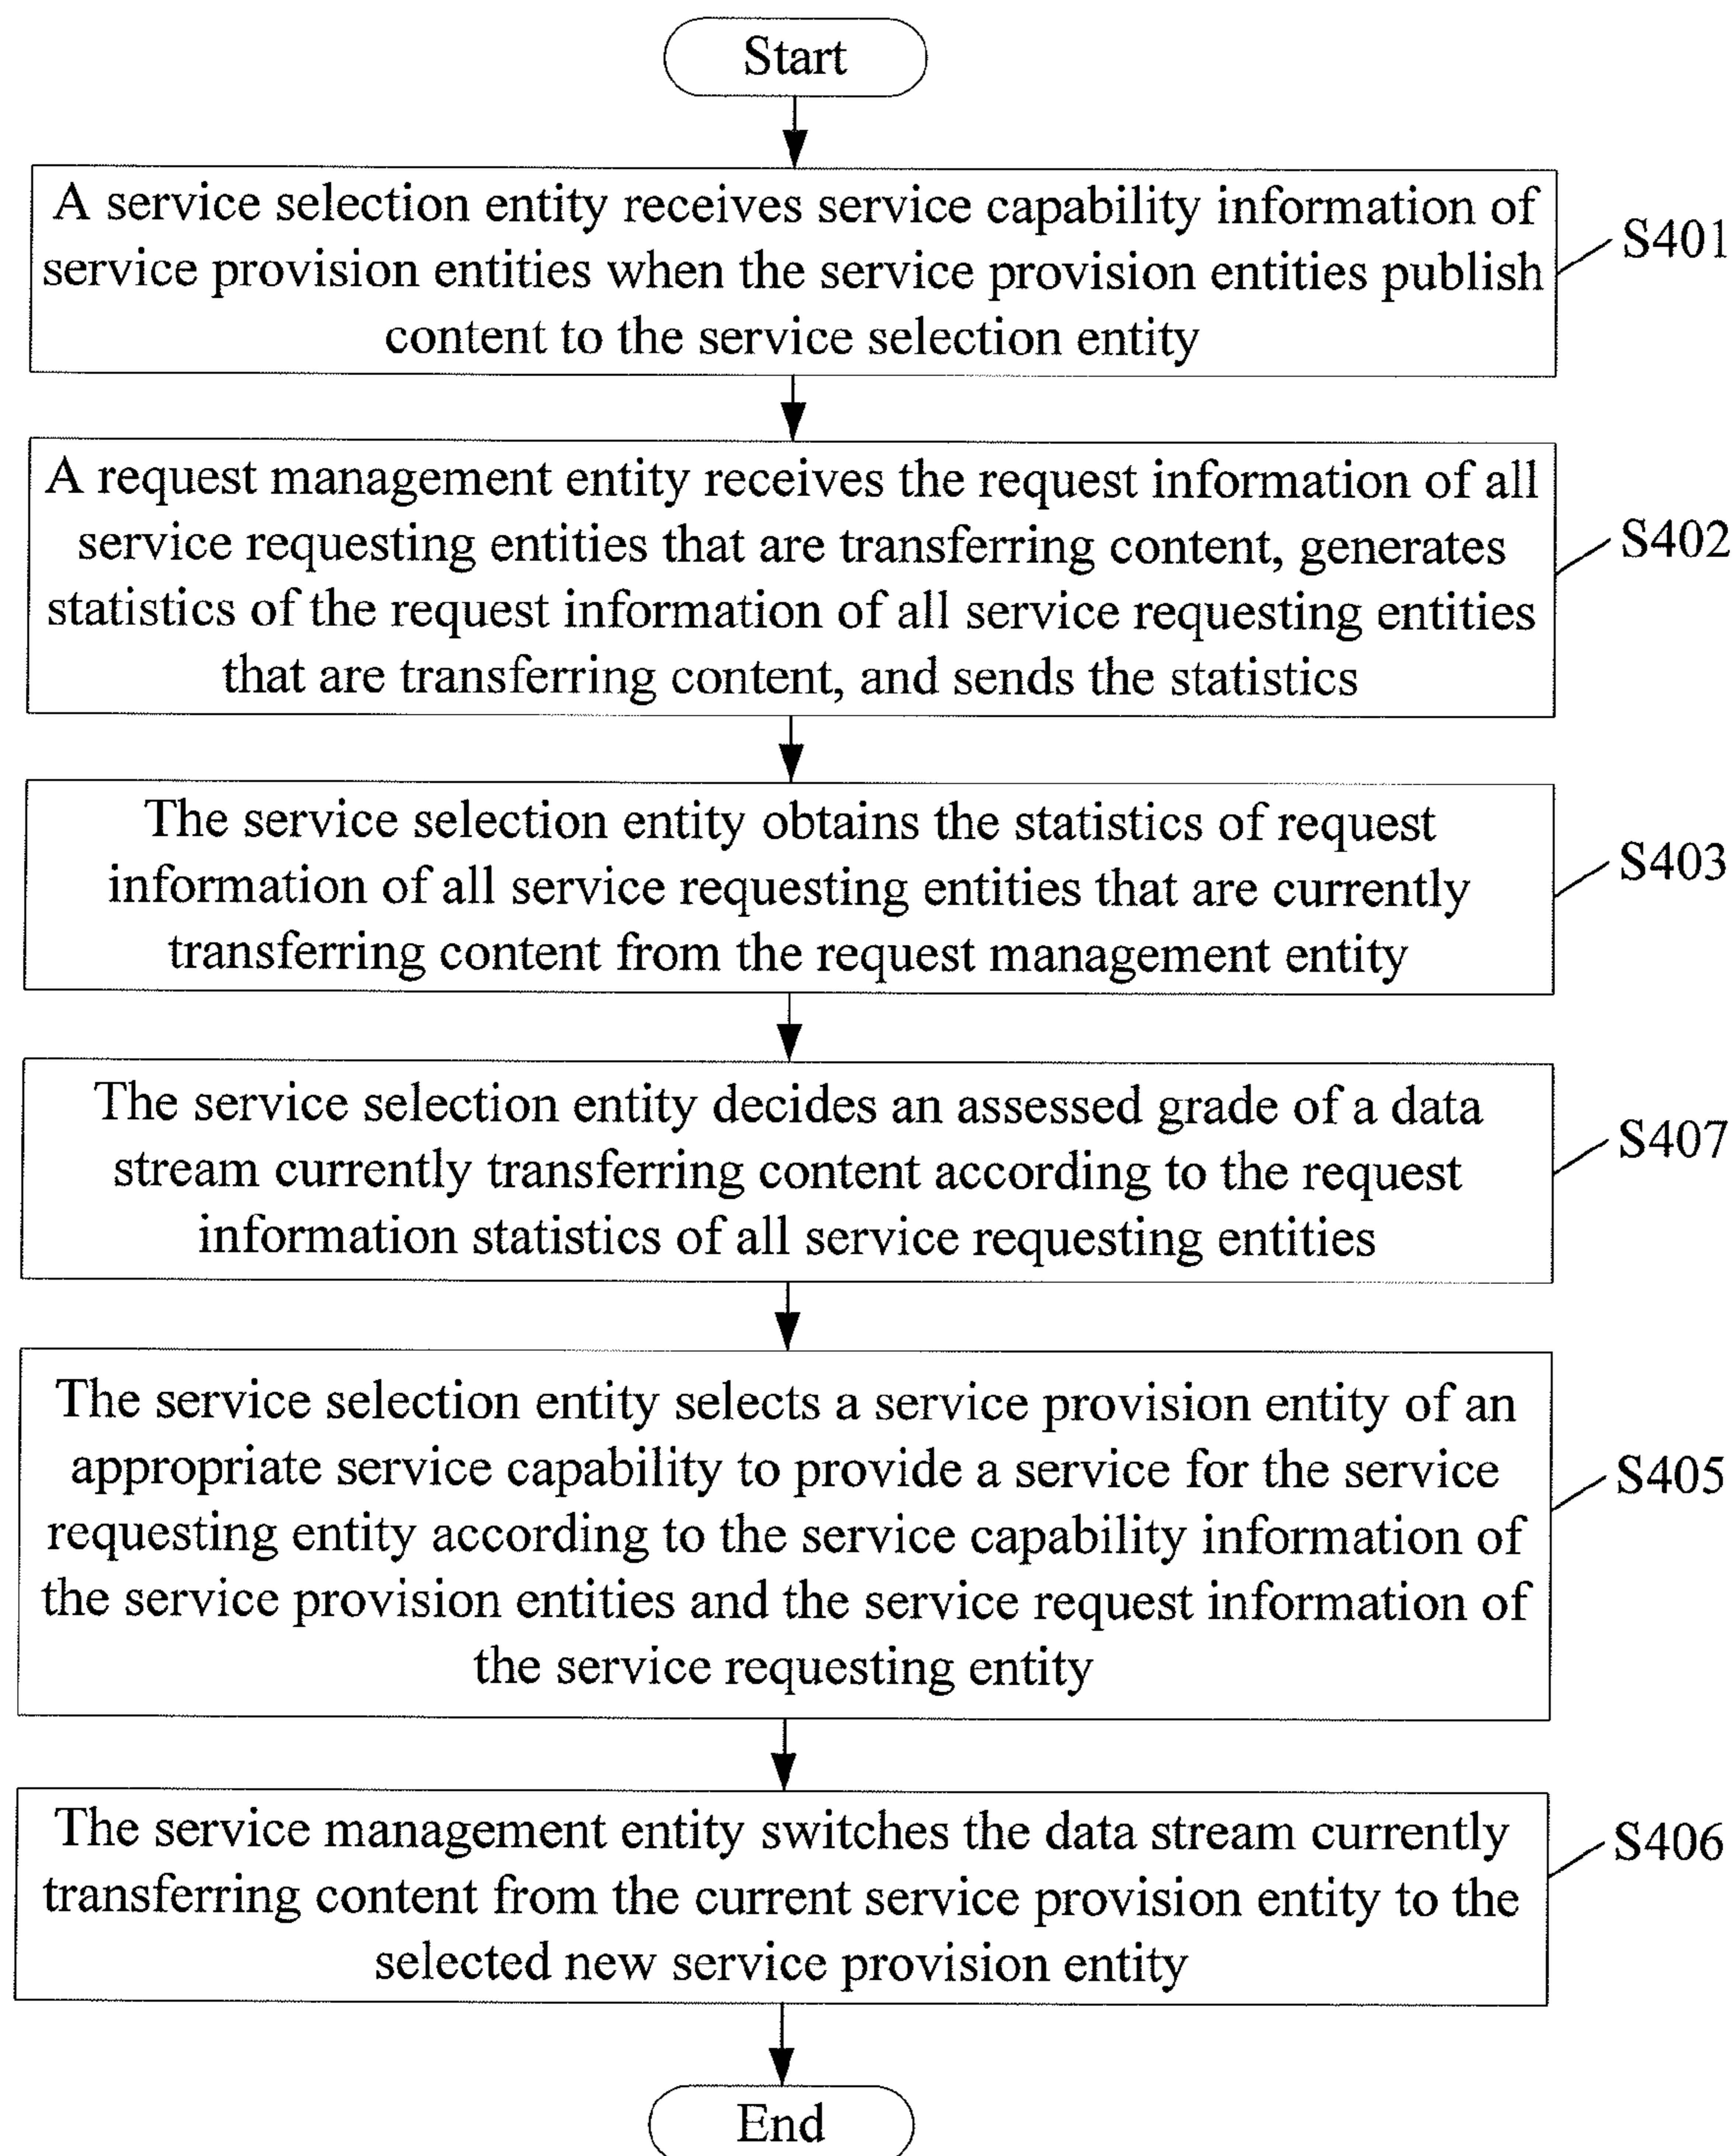 Start
A service selection entity receives service capability information of
service provision entities when the service provision entities publish
content to the service selection entity
S401
A request management entity receives the request information of all
service requesting entities that are transferring content, generates
statistics of the request information of all service requesting entities
that are transferring content, and sends the statistics
S402
The service selection entity obtains the statistics of request
information of all service requesting entities that are currently
transferring content from the request management entity
S403
The service selection entity decides an assessed grade of a data
stream currently transferring content according to the request
information statistics of all service requesting entities
S407
The service selection entity selects a service provision entity of an
appropriate service capability to provide a service for the service
requesting entity according to the service capability information of
the service provision entities and the service request information of
the service requesting entity
S405
The service management entity switches the data stream currently
transferring content from the current service provision entity to the
selected new service provision entity
S406
End